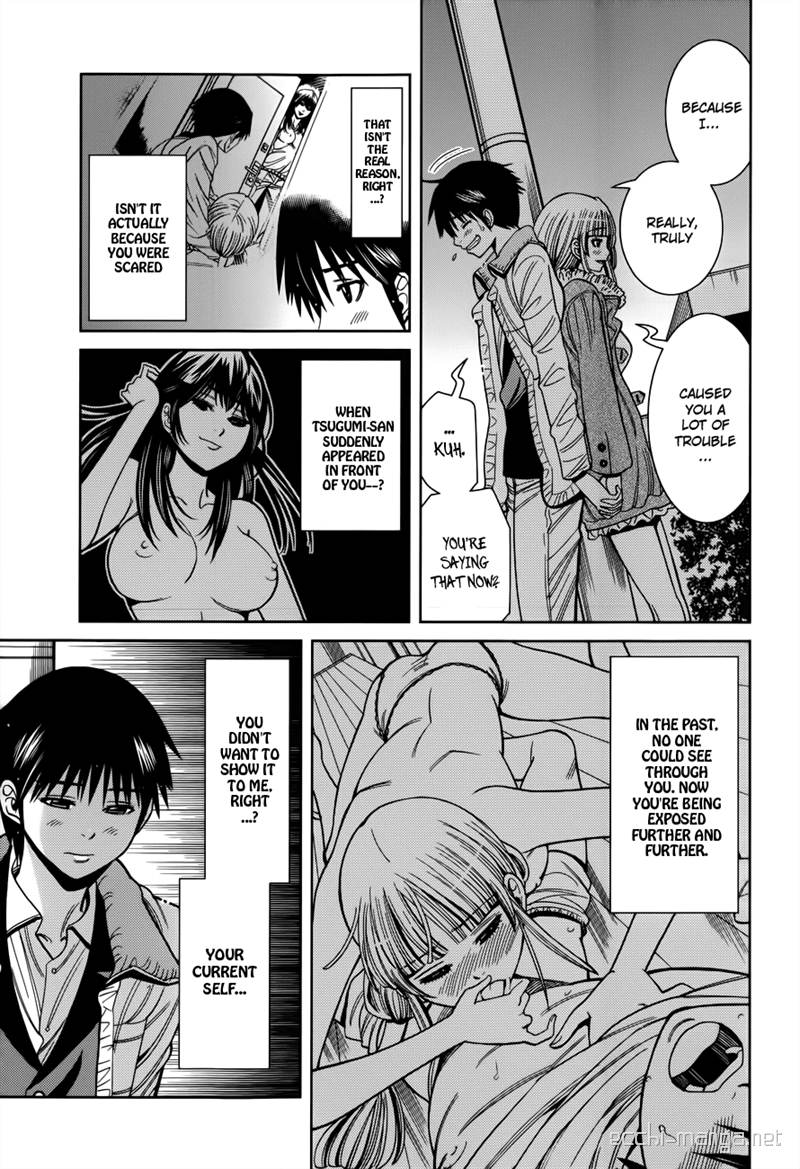 BECAUSE
I...
REALLY,
TRULY
CAUSED
YOU A
LOT OF
TROUBLE
...
...
KUH.
YOU'RE
SAYING
THAT NOW?
THAT
ISN'T
THE
REAL
REASON,
RIGHT
...?
ISN'T IT
ACTUALLY
BECAUSE
YOU WERE
SCARED
WHEN
TSUGUMI-SAN
SUDDENLY
APPEARED
IN FRONT
OF YOU--?
IN THE PAST,
NO ONE
COULD SEE
THROUGH
YOU. NOW
YOU'RE BEING
EXPOSED
FURTHER AND
FURTHER.
YOU
DIDN'T
WANT TO
SHOW IT
TO ME,
RIGHT
...?
YOUR
CURRENT
SELF...
ecchi-manga.net